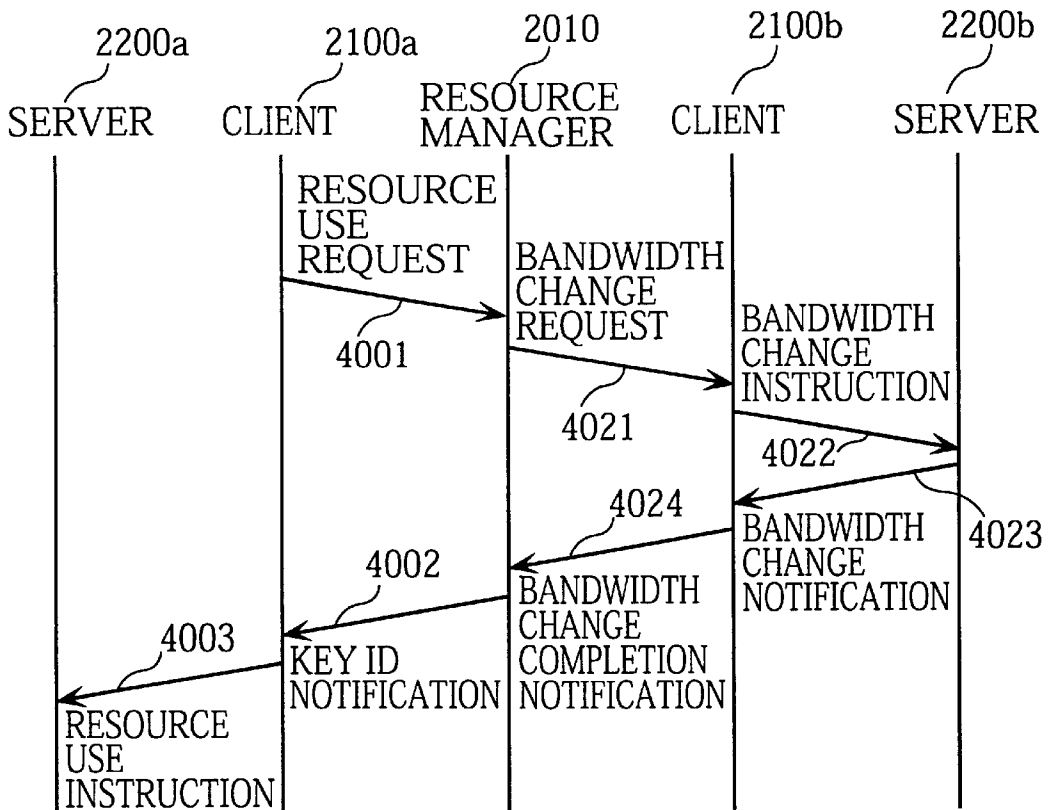 2200a
2100a
2010
2100b
2200b
SERVER
CLIENT
RESOURCE
MANAGER
CLIENT
SERVER
RESOURCE
USE
REQUEST
4001
BANDWIDTH
CHANGE
REQUEST
4021
BANDWIDTH
CHANGE
INSTRUCTION
4022
4023
BANDWIDTH
CHANGE
NOTIFICATION
4024
BANDWIDTH
CHANGE
COMPLETION
NOTIFICATION
4002
KEY ID
NOTIFICATION
4003
RESOURCE
USE
INSTRUCTION